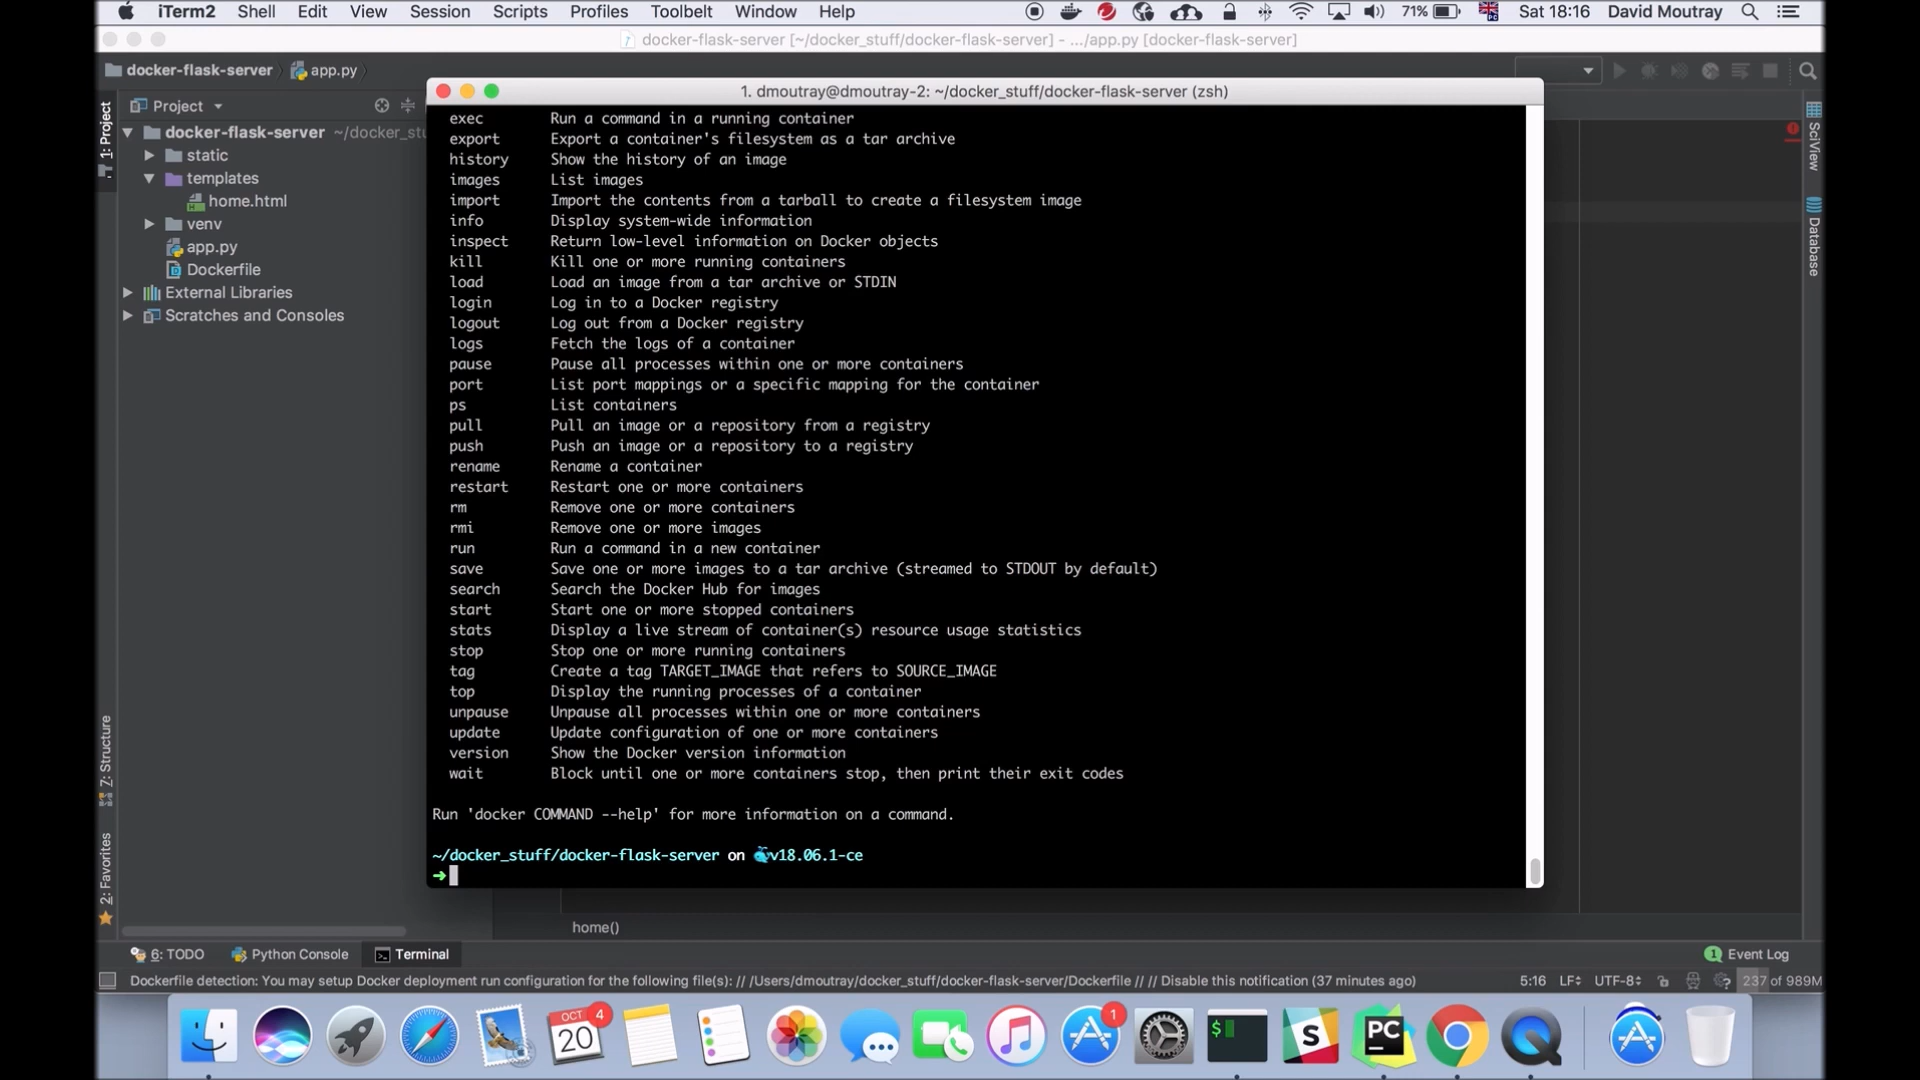 iTerm2 Shell Edit View Session Scripts Profiles Toolbelt Window Help 71% Sat 18:16 David Moutray
docker-flask-server [~/docker_stuff/docker-flask-server] - .../app.py [docker-flask-server]
docker-flask-server app.py
1. dmoutray@dmoutray-2: ~/docker_stuff/docker-flask-server (zsh)
Project
docker-flask-server ~/docker_stu
static
templates
home.html
venv
app.py
Dockerfile
External Libraries
Scratches and Consoles
1: Project
7: Structure
2: Favorites
exec Run a command in a running container
export Export a container's filesystem as a tar archive
history Show the history of an image
images List images
import Import the contents from a tarball to create a filesystem image
info Display system-wide information
inspect Return low-level information on Docker objects
kill Kill one or more running containers
load Load an image from a tar archive or STDIN
login Log in to a Docker registry
logout Log out from a Docker registry
logs Fetch the logs of a container
pause Pause all processes within one or more containers
port List port mappings or a specific mapping for the container
ps List containers
pull Pull an image or a repository from a registry
push Push an image or a repository to a registry
rename Rename a container
restart Restart one or more containers
rm Remove one or more containers
rmi Remove one or more images
run Run a command in a new container
save Save one or more images to a tar archive (streamed to STDOUT by default)
search Search the Docker Hub for images
start Start one or more stopped containers
stats Display a live stream of container(s) resource usage statistics
stop Stop one or more running containers
tag Create a tag TARGET_IMAGE that refers to SOURCE_IMAGE
top Display the running processes of a container
unpause Unpause all processes within one or more containers
update Update configuration of one or more containers
version Show the Docker version information
wait Block until one or more containers stop, then print their exit codes
Run 'docker COMMAND --help' for more information on a command.
~/docker_stuff/docker-flask-server on 🐳v18.06.1-ce
➜
SciView
Database
home()
6: TODO Python Console Terminal 1 Event Log
Dockerfile detection: You may setup Docker deployment run configuration for the following file(s): // /Users/dmoutray/docker_stuff/docker-flask-server/Dockerfile // // Disable this notification (37 minutes ago) 5:16 LF UTF-8 237 of 989M
OCT 20 4 1 $ S PC